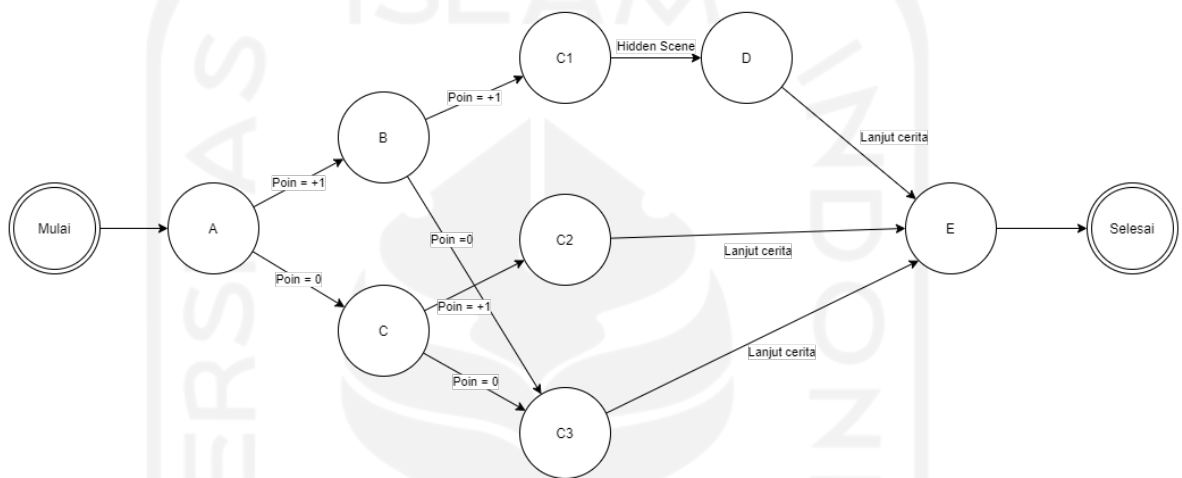 ISLAM
Hidden Scene
C1
D
Poin = +1
B
Lanjut cerita
Poin = +1
Mulai
A
Poin =0
C2
E
Selesai
Lanjut cerita
Poin = 0
Poin = +1
C
Lanjut cerita
Poin = 0
C3